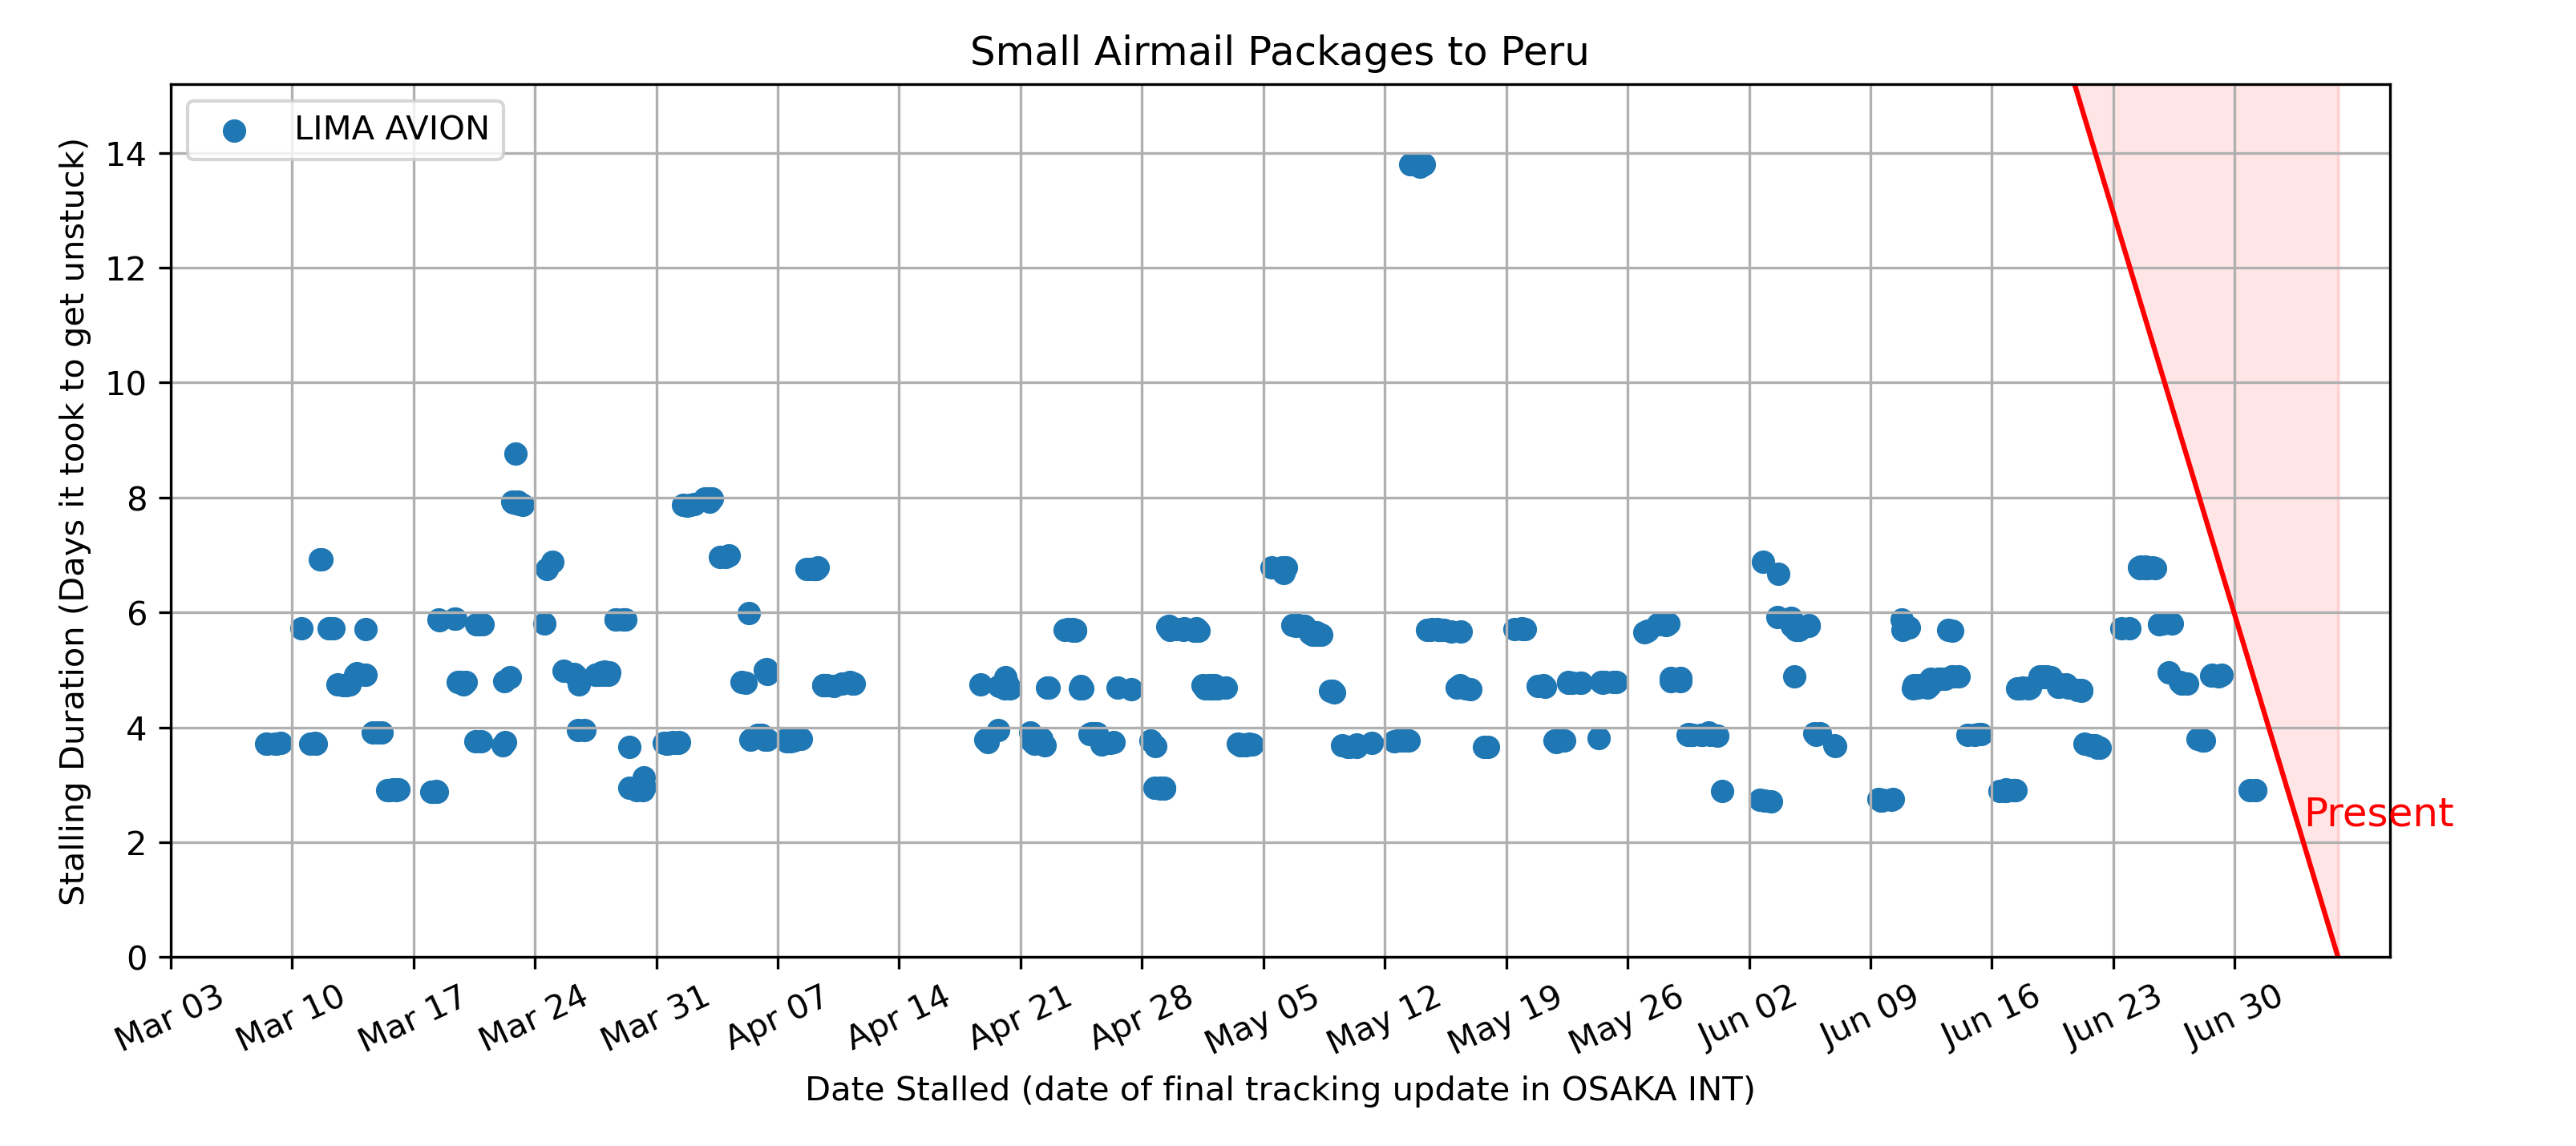 Small Airmail Packages to Peru
LIMA AVION
Stalling Duration (Days it took to get unstuck)
14
12
10
8
6
4
2
0
Present
Mar 03
Mar 10
Mar 17
Mar 24
Mar 31
Apr 07
Apr 14
Apr 21
Apr 28
May 05
May 12
May 19
May 26
Jun 02
Jun 09
Jun 16
Jun 23
Jun 30
Date Stalled (date of final tracking update in OSAKA INT)